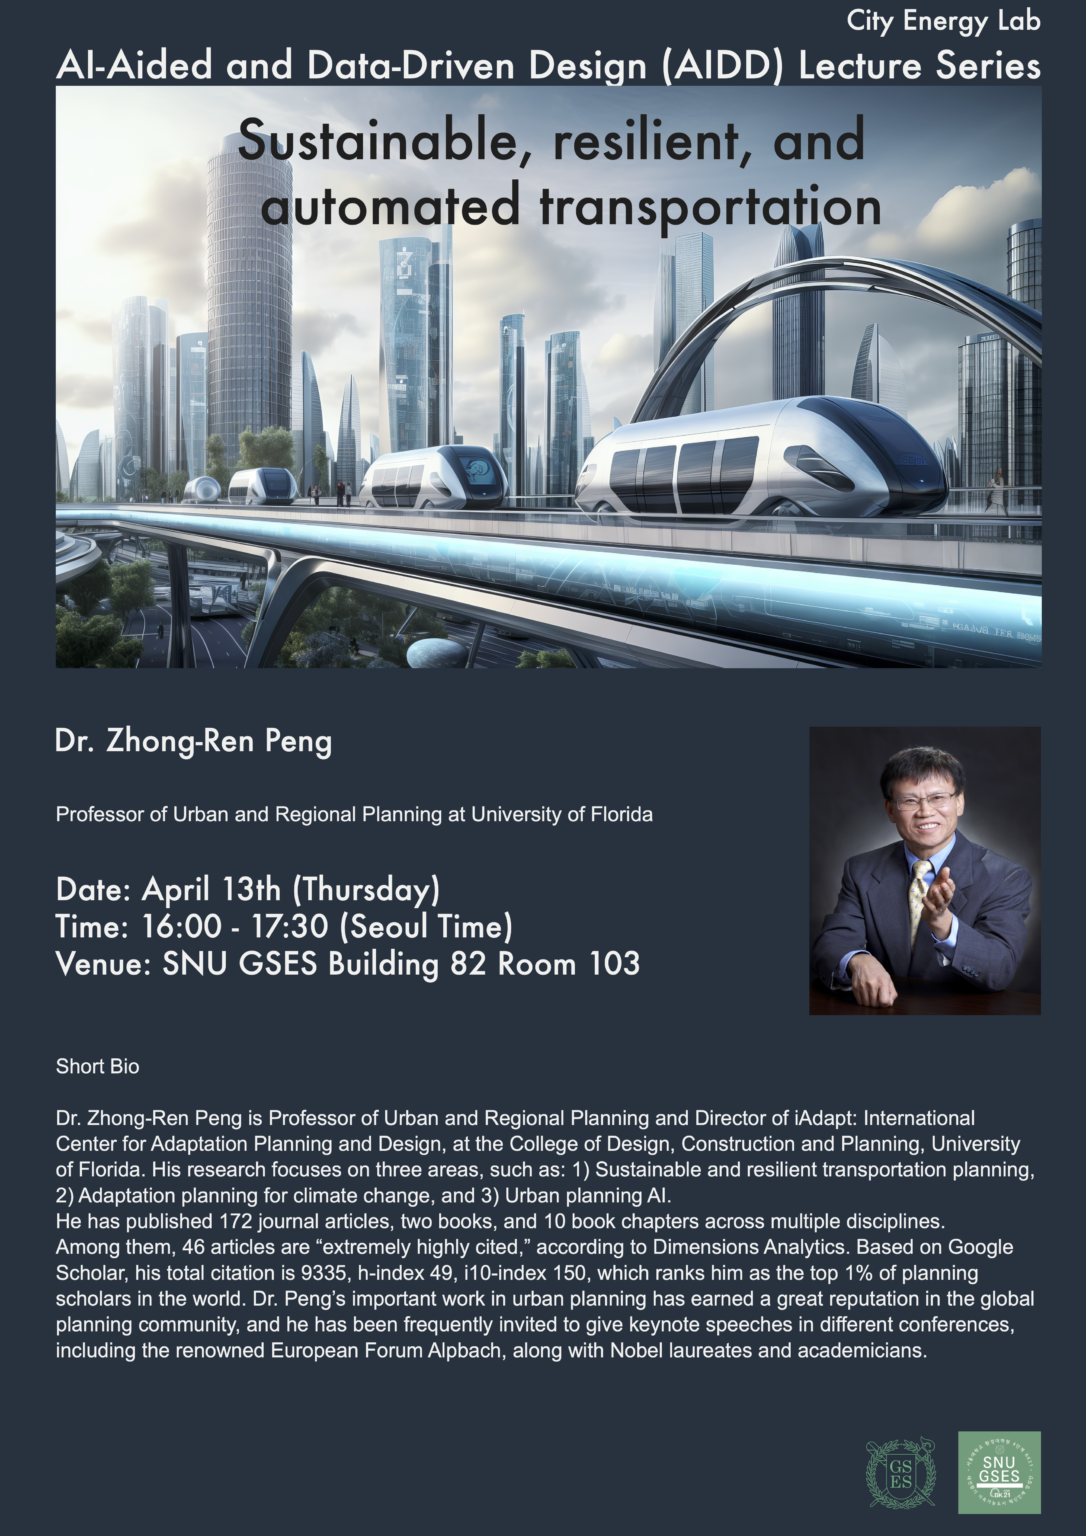 City Energy Lab
AI-Aided and Data-Driven Design (AIDD) Lecture Series
Sustainable, resilient, and
automated transportation
Dr. Zhong-Ren Peng
Professor of Urban and Regional Planning at University of Florida
Date: April 13th (Thursday)
Time: 16:00 - 17:30 (Seoul Time)
Venue: SNU GSES Building 82 Room 103
Short Bio
Dr. Zhong-Ren Peng is Professor of Urban and Regional Planning and Director of iAdapt: International
Center for Adaptation Planning and Design, at the College of Design, Construction and Planning, University
of Florida. His research focuses on three areas, such as: 1) Sustainable and resilient transportation planning,
2) Adaptation planning for climate change, and 3) Urban planning AI.
He has published 172 journal articles, two books, and 10 book chapters across multiple disciplines.
Among them, 46 articles are “extremely highly cited,” according to Dimensions Analytics. Based on Google
Scholar, his total citation is 9335, h-index 49, i10-index 150, which ranks him as the top 1% of planning
scholars in the world. Dr. Peng’s important work in urban planning has earned a great reputation in the global
planning community, and he has been frequently invited to give keynote speeches in different conferences,
including the renowned European Forum Alpbach, along with Nobel laureates and academicians.
GS
ES
SNU
GSES
BK21